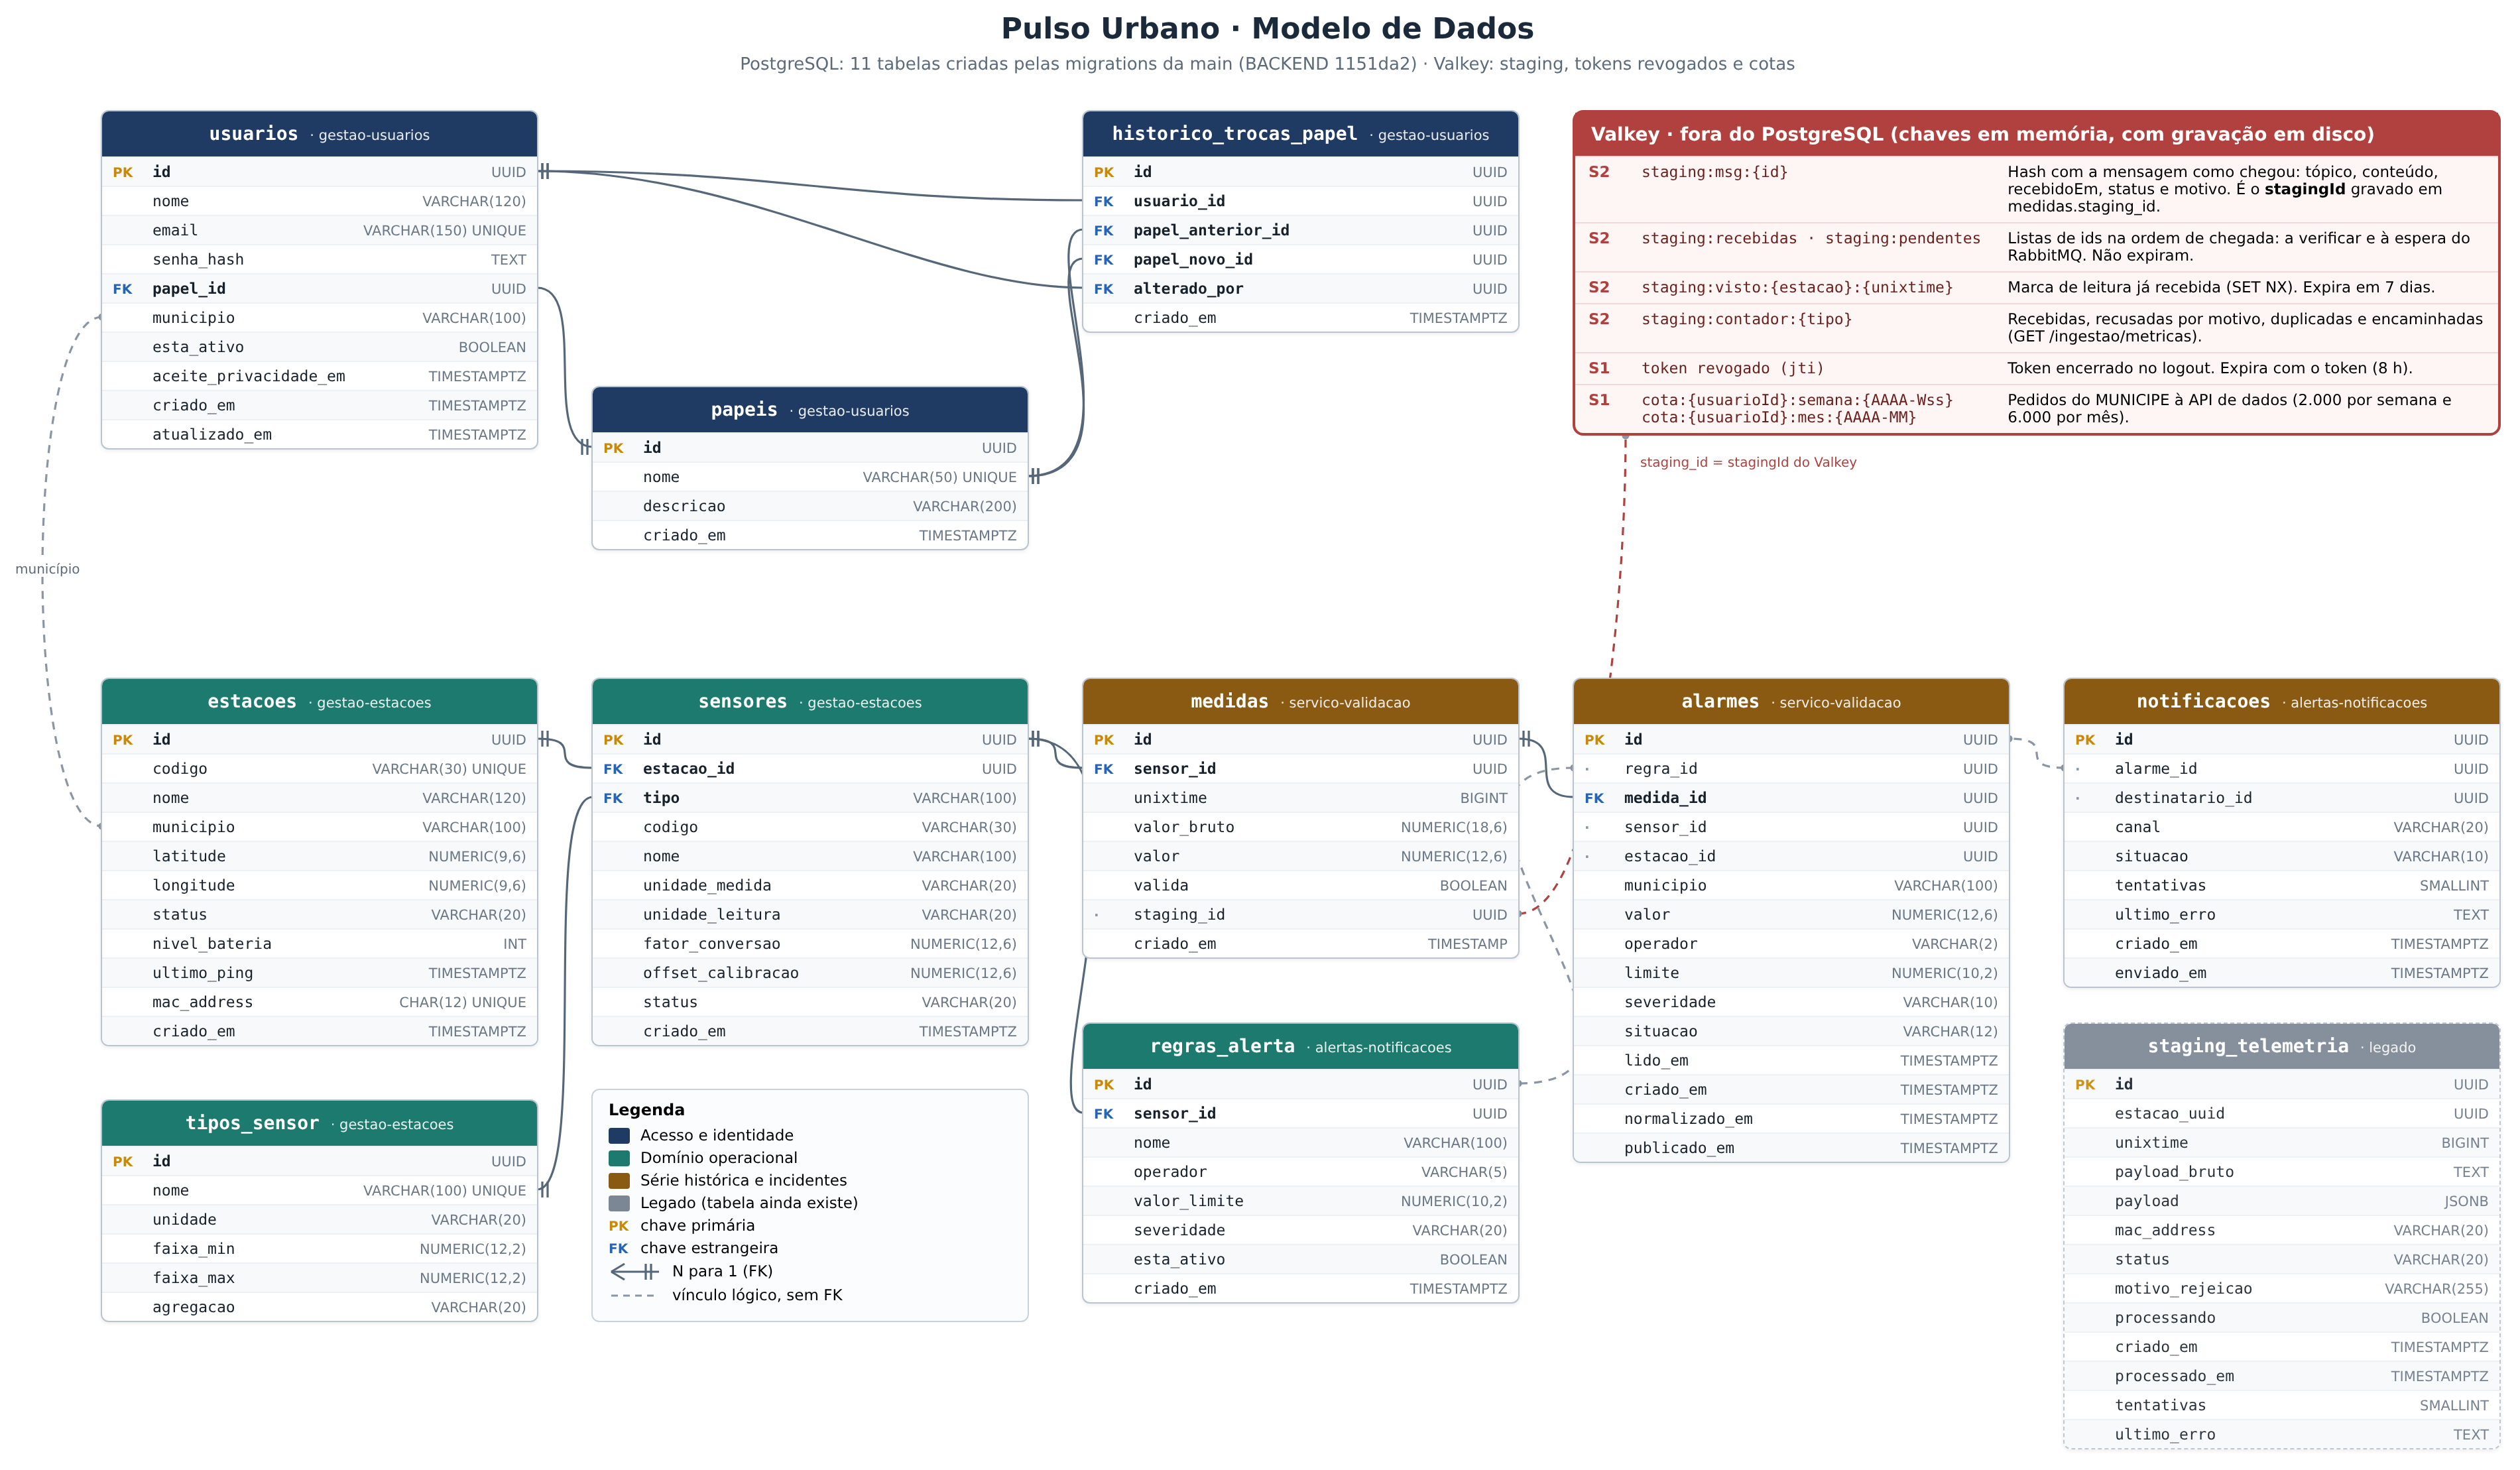 Pulso Urbano · Modelo de Dados
PostgreSQL: 11 tabelas criadas pelas migrations da main (BACKEND 1151da2) · Valkey: staging, tokens revogados e cotas
usuarios · gestao-usuarios
PK id UUID
nome VARCHAR(120)
email VARCHAR(150) UNIQUE
senha_hash TEXT
FK papel_id UUID
municipio VARCHAR(100)
esta_ativo BOOLEAN
aceite_privacidade_em TIMESTAMPTZ
criado_em TIMESTAMPTZ
atualizado_em TIMESTAMPTZ
papeis · gestao-usuarios
PK id UUID
nome VARCHAR(50) UNIQUE
descricao VARCHAR(200)
criado_em TIMESTAMPTZ
historico_trocas_papel · gestao-usuarios
PK id UUID
FK usuario_id UUID
FK papel_anterior_id UUID
FK papel_novo_id UUID
FK alterado_por UUID
criado_em TIMESTAMPTZ
Valkey · fora do PostgreSQL (chaves em memória, com gravação em disco)
S2 staging:msg:{id} Hash com a mensagem como chegou: tópico, conteúdo,
recebidoEm, status e motivo. É o stagingId gravado em
medidas.staging_id.
S2 staging:recebidas · staging:pendentes Listas de ids na ordem de chegada: a verificar e à espera do
RabbitMQ. Não expiram.
S2 staging:visto:{estacao}:{unixtime} Marca de leitura já recebida (SET NX). Expira em 7 dias.
S2 staging:contador:{tipo} Recebidas, recusadas por motivo, duplicadas e encaminhadas
(GET /ingestao/metricas).
S1 token revogado (jti) Token encerrado no logout. Expira com o token (8 h).
S1 cota:{usuarioId}:semana:{AAAA-Wss} Pedidos do MUNICIPE à API de dados (2.000 por semana e
cota:{usuarioId}:mes:{AAAA-MM} 6.000 por mês).
staging_id = stagingId do Valkey
município
estacoes · gestao-estacoes
PK id UUID
codigo VARCHAR(30) UNIQUE
nome VARCHAR(120)
municipio VARCHAR(100)
latitude NUMERIC(9,6)
longitude NUMERIC(9,6)
status VARCHAR(20)
nivel_bateria INT
ultimo_ping TIMESTAMPTZ
mac_address CHAR(12) UNIQUE
criado_em TIMESTAMPTZ
sensores · gestao-estacoes
PK id UUID
FK estacao_id UUID
FK tipo VARCHAR(100)
codigo VARCHAR(30)
nome VARCHAR(100)
unidade_medida VARCHAR(20)
unidade_leitura VARCHAR(20)
fator_conversao NUMERIC(12,6)
offset_calibracao NUMERIC(12,6)
status VARCHAR(20)
criado_em TIMESTAMPTZ
medidas · servico-validacao
PK id UUID
FK sensor_id UUID
unixtime BIGINT
valor_bruto NUMERIC(18,6)
valor NUMERIC(12,6)
valida BOOLEAN
· staging_id UUID
criado_em TIMESTAMP
alarmes · servico-validacao
PK id UUID
· regra_id UUID
FK medida_id UUID
· sensor_id UUID
· estacao_id UUID
municipio VARCHAR(100)
valor NUMERIC(12,6)
operador VARCHAR(2)
limite NUMERIC(10,2)
severidade VARCHAR(10)
situacao VARCHAR(12)
lido_em TIMESTAMPTZ
criado_em TIMESTAMPTZ
normalizado_em TIMESTAMPTZ
publicado_em TIMESTAMPTZ
notificacoes · alertas-notificacoes
PK id UUID
· alarme_id UUID
· destinatario_id UUID
canal VARCHAR(20)
situacao VARCHAR(10)
tentativas SMALLINT
ultimo_erro TEXT
criado_em TIMESTAMPTZ
enviado_em TIMESTAMPTZ
tipos_sensor · gestao-estacoes
PK id UUID
nome VARCHAR(100) UNIQUE
unidade VARCHAR(20)
faixa_min NUMERIC(12,2)
faixa_max NUMERIC(12,2)
agregacao VARCHAR(20)
Legenda
Acesso e identidade
Domínio operacional
Série histórica e incidentes
Legado (tabela ainda existe)
PK chave primária
FK chave estrangeira
N para 1 (FK)
vínculo lógico, sem FK
regras_alerta · alertas-notificacoes
PK id UUID
FK sensor_id UUID
nome VARCHAR(100)
operador VARCHAR(5)
valor_limite NUMERIC(10,2)
severidade VARCHAR(20)
esta_ativo BOOLEAN
criado_em TIMESTAMPTZ
staging_telemetria · legado
PK id UUID
estacao_uuid UUID
unixtime BIGINT
payload_bruto TEXT
payload JSONB
mac_address VARCHAR(20)
status VARCHAR(20)
motivo_rejeicao VARCHAR(255)
processando BOOLEAN
criado_em TIMESTAMPTZ
processado_em TIMESTAMPTZ
tentativas SMALLINT
ultimo_erro TEXT